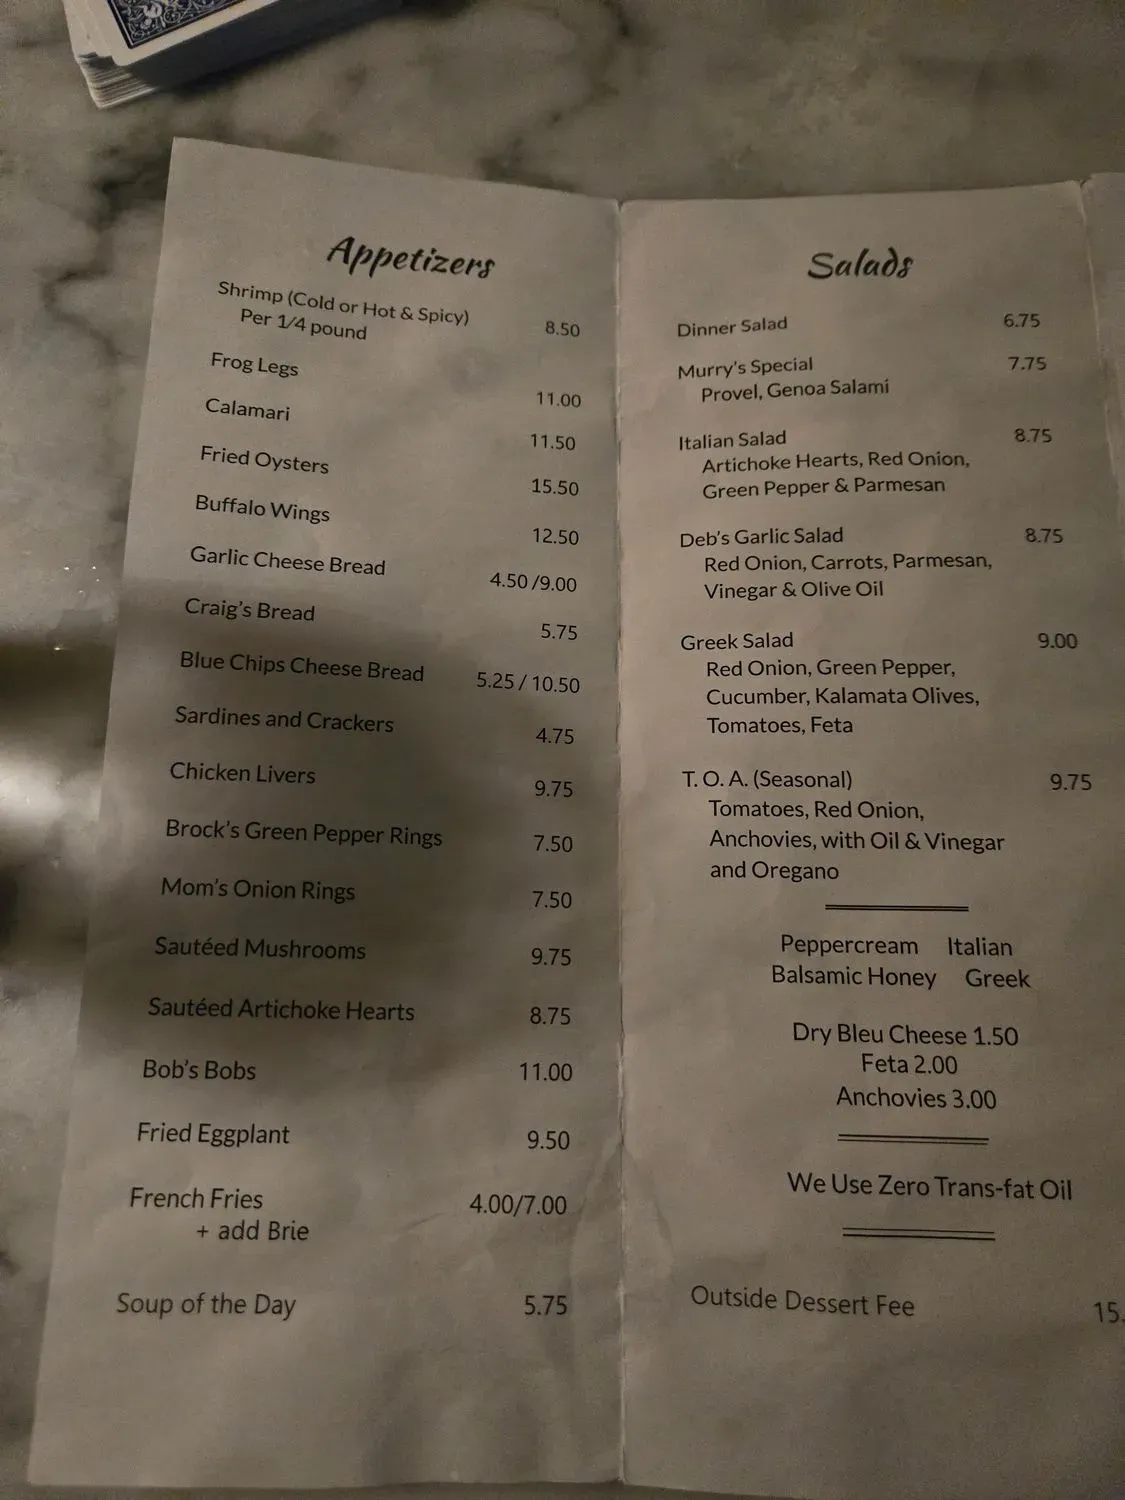 Appetizers
Shrimp (Cold or Hot & Spicy)
Per 1/4 pound 8.50
Frog Legs 11.00
Calamari 11.50
Fried Oysters 15.50
Buffalo Wings 12.50
Garlic Cheese Bread 4.50 /9.00
Craig's Bread 5.75
Blue Chips Cheese Bread 5.25 / 10.50
Sardines and Crackers 4.75
Chicken Livers 9.75
Brock's Green Pepper Rings 7.50
Mom's Onion Rings 7.50
Sautéed Mushrooms 9.75
Sautéed Artichoke Hearts 8.75
Bob's Bobs 11.00
Fried Eggplant 9.50
French Fries 4.00/7.00
+ add Brie
Soup of the Day 5.75
Salads
Dinner Salad 6.75
Murry's Special 7.75
Provel, Genoa Salami
Italian Salad 8.75
Artichoke Hearts, Red Onion,
Green Pepper & Parmesan
Deb's Garlic Salad 8.75
Red Onion, Carrots, Parmesan,
Vinegar & Olive Oil
Greek Salad 9.00
Red Onion, Green Pepper,
Cucumber, Kalamata Olives,
Tomatoes, Feta
T. O. A. (Seasonal) 9.75
Tomatoes, Red Onion,
Anchovies, with Oil & Vinegar
and Oregano
Peppercream Italian
Balsamic Honey Greek
Dry Bleu Cheese 1.50
Feta 2.00
Anchovies 3.00
We Use Zero Trans-fat Oil
Outside Dessert Fee 15.